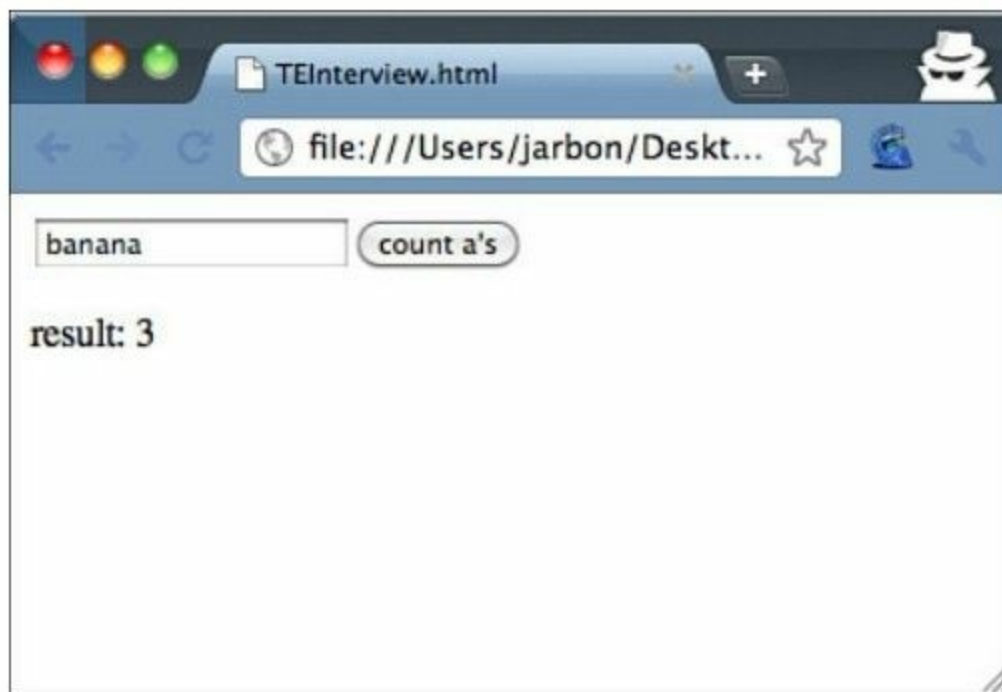 TEInterview.html
file:///Users/jarbon/Deskt...
banana count a's
result: 3